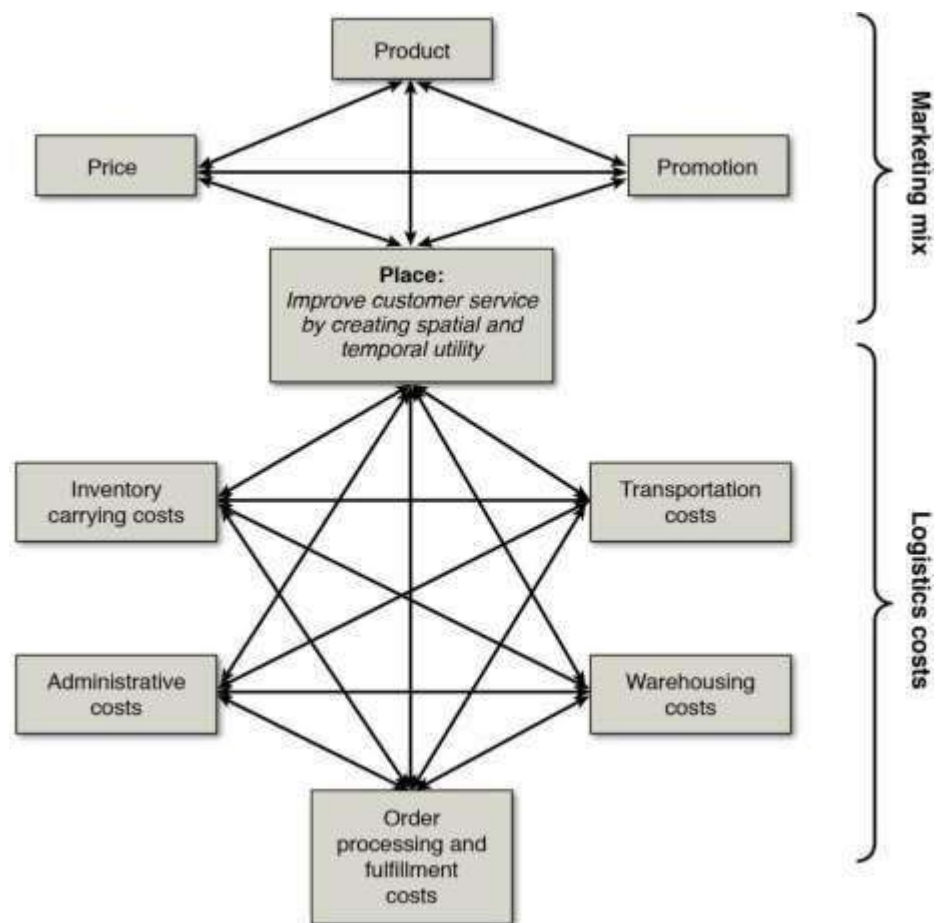 Product
Price
Promotion
Marketing mix
Place:
Improve customer service
by creating spatial and
temporal utility
Inventory
carrying costs
Transportation
costs
Logistics costs
Administrative
costs
Warehousing
costs
Order
processing and
fulfillment
costs